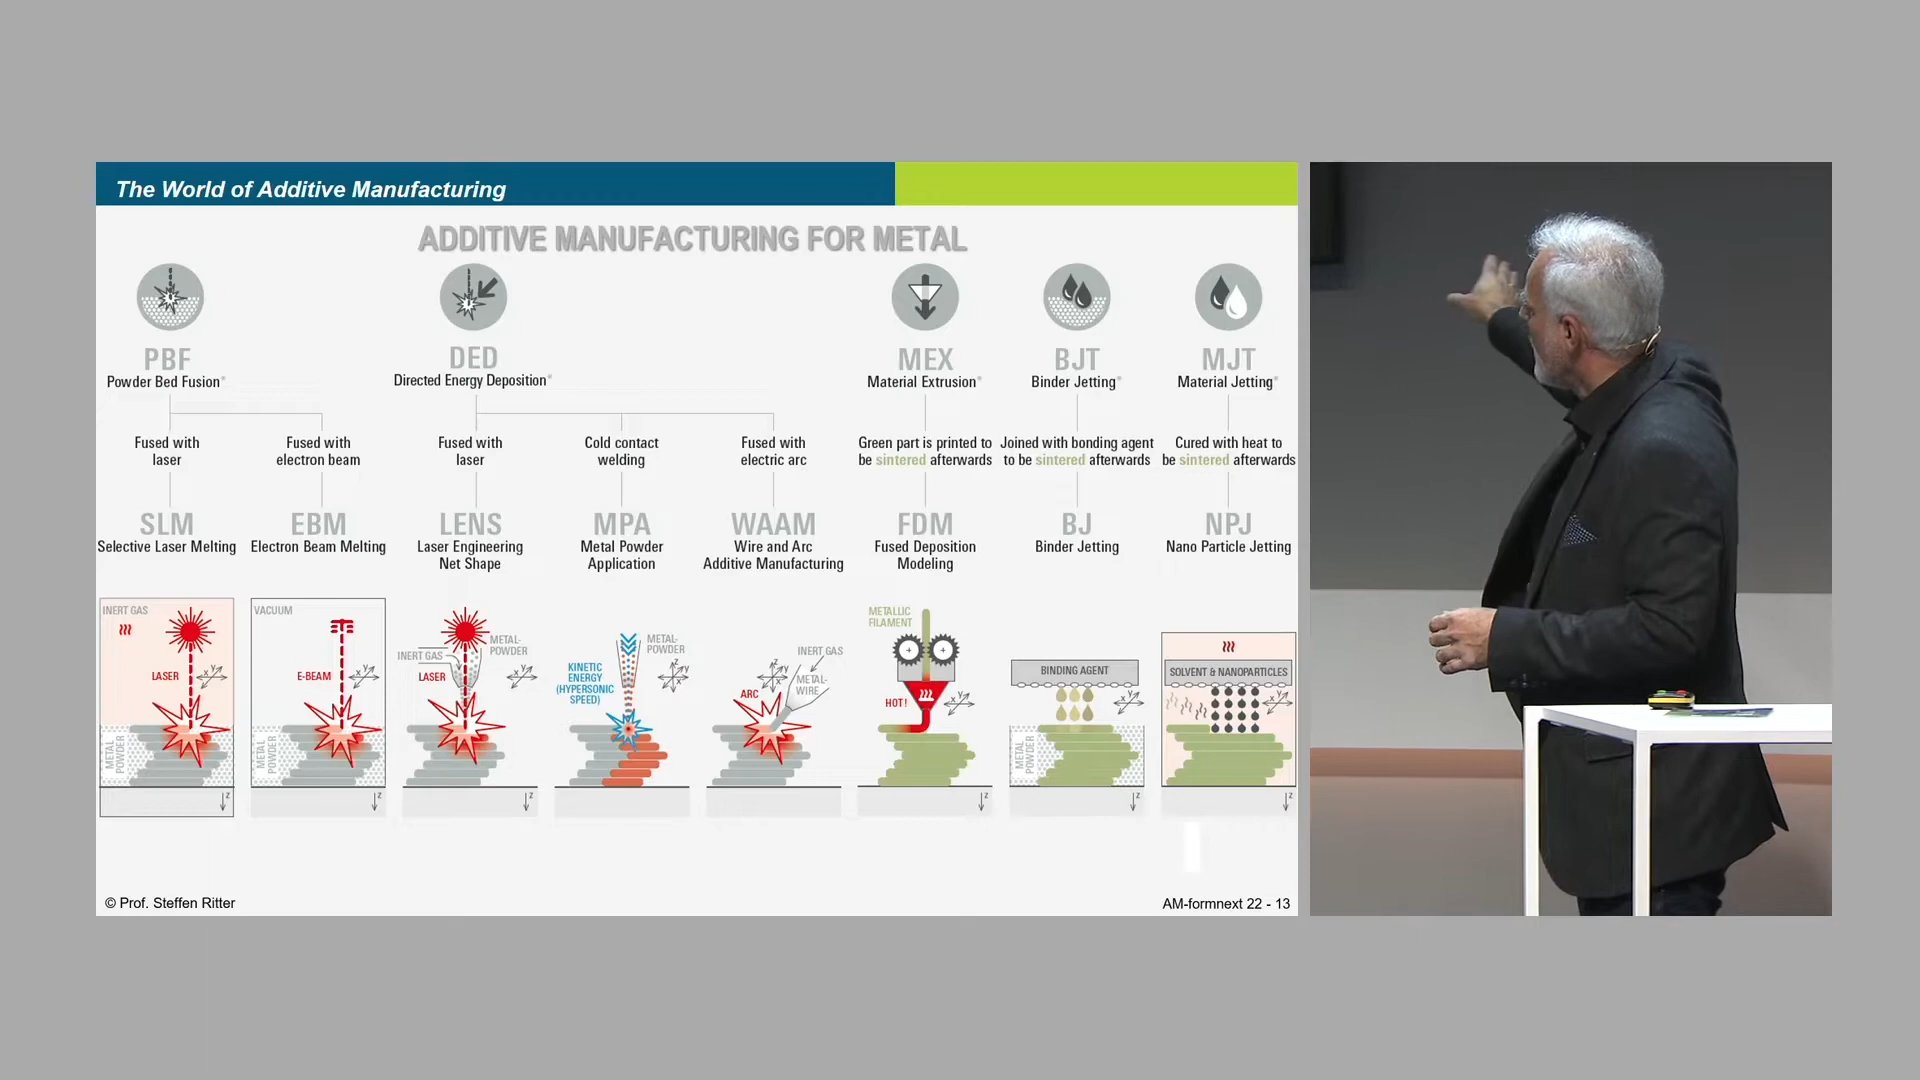 The World of Additive Manufacturing
ADDITIVE MANUFACTURING FOR METAL
PBF
Powder Bed Fusion*
DED
Directed Energy Deposition*
MEX
Material Extrusion*
BJT
Binder Jetting*
MJT
Material Jetting*
Fused with
laser
Fused with
electron beam
Fused with
laser
Cold contact
welding
Fused with
electric arc
Green part is printed to
be sintered afterwards
Joined with bonding agent
to be sintered afterwards
Cured with heat to
be sintered afterwards
SLM
Selective Laser Melting
EBM
Electron Beam Melting
LENS
Laser Engineering
Net Shape
MPA
Metal Powder
Application
WAAM
Wire and Arc
Additive Manufacturing
FDM
Fused Deposition
Modeling
BJ
Binder Jetting
NPJ
Nano Particle Jetting
INERT GAS
LASER
x y
METAL
POWDER
z
VACUUM
E-BEAM
x y
METAL
POWDER
z
INERT GAS
METAL-
POWDER
LASER
x y
z
KINETIC
ENERGY
(HYPERSONIC
SPEED)
METAL-
POWDER
z
y
x
INERT GAS
METAL-
WIRE
ARC
z
y
x
METALLIC
FILAMENT
+ +
HOT!
x y
z
BINDING AGENT
x y
METAL
POWDER
z
SOLVENT & NANOPARTICLES
x y
z
© Prof. Steffen Ritter
AM-formnext 22 - 13